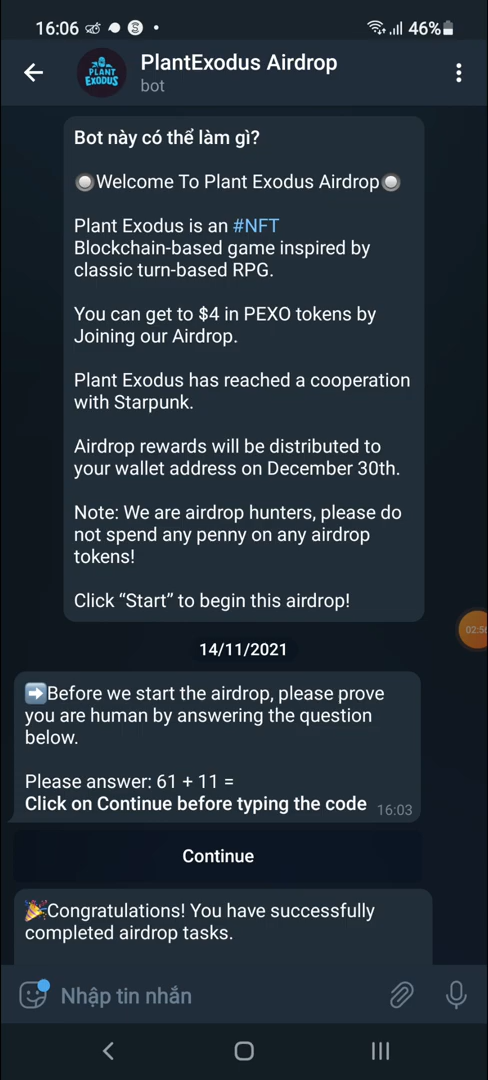 16:06
46%
PlantExodus Airdrop
bot
PLANT
EXODUS
Bot này có thể làm gì?
🔘Welcome To Plant Exodus Airdrop🔘
Plant Exodus is an #NFT
Blockchain-based game inspired by
classic turn-based RPG.
You can get to $4 in PEXO tokens by
Joining our Airdrop.
Plant Exodus has reached a cooperation
with Starpunk.
Airdrop rewards will be distributed to
your wallet address on December 30th.
Note: We are airdrop hunters, please do
not spend any penny on any airdrop
tokens!
Click “Start” to begin this airdrop!
14/11/2021
➡️Before we start the airdrop, please prove
you are human by answering the question
below.
Please answer: 61 + 11 =
Click on Continue before typing the code
16:03
Continue
🎉Congratulations! You have successfully
completed airdrop tasks.
Nhập tin nhắn